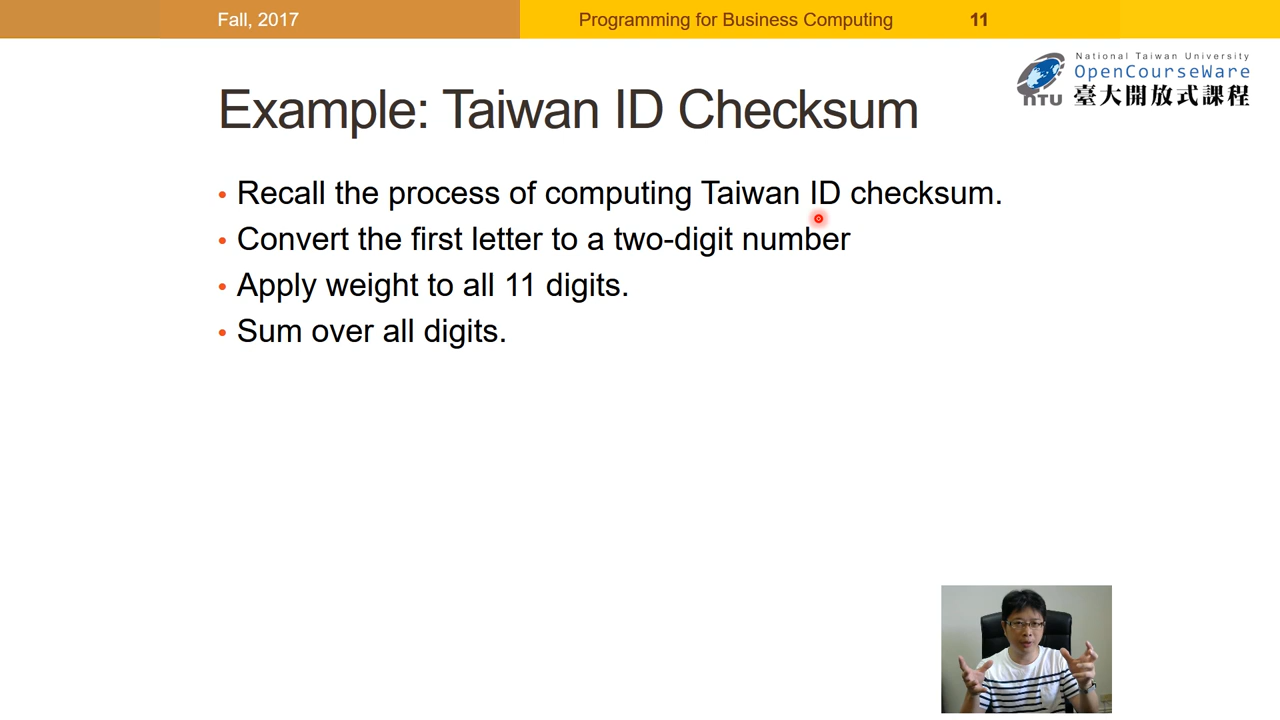 Fall, 2017
Programming for Business Computing
11
National Taiwan University
OpenCourseWare
臺大開放式課程
NTU
Example: Taiwan ID Checksum
• Recall the process of computing Taiwan ID checksum.
• Convert the first letter to a two-digit number
• Apply weight to all 11 digits.
• Sum over all digits.